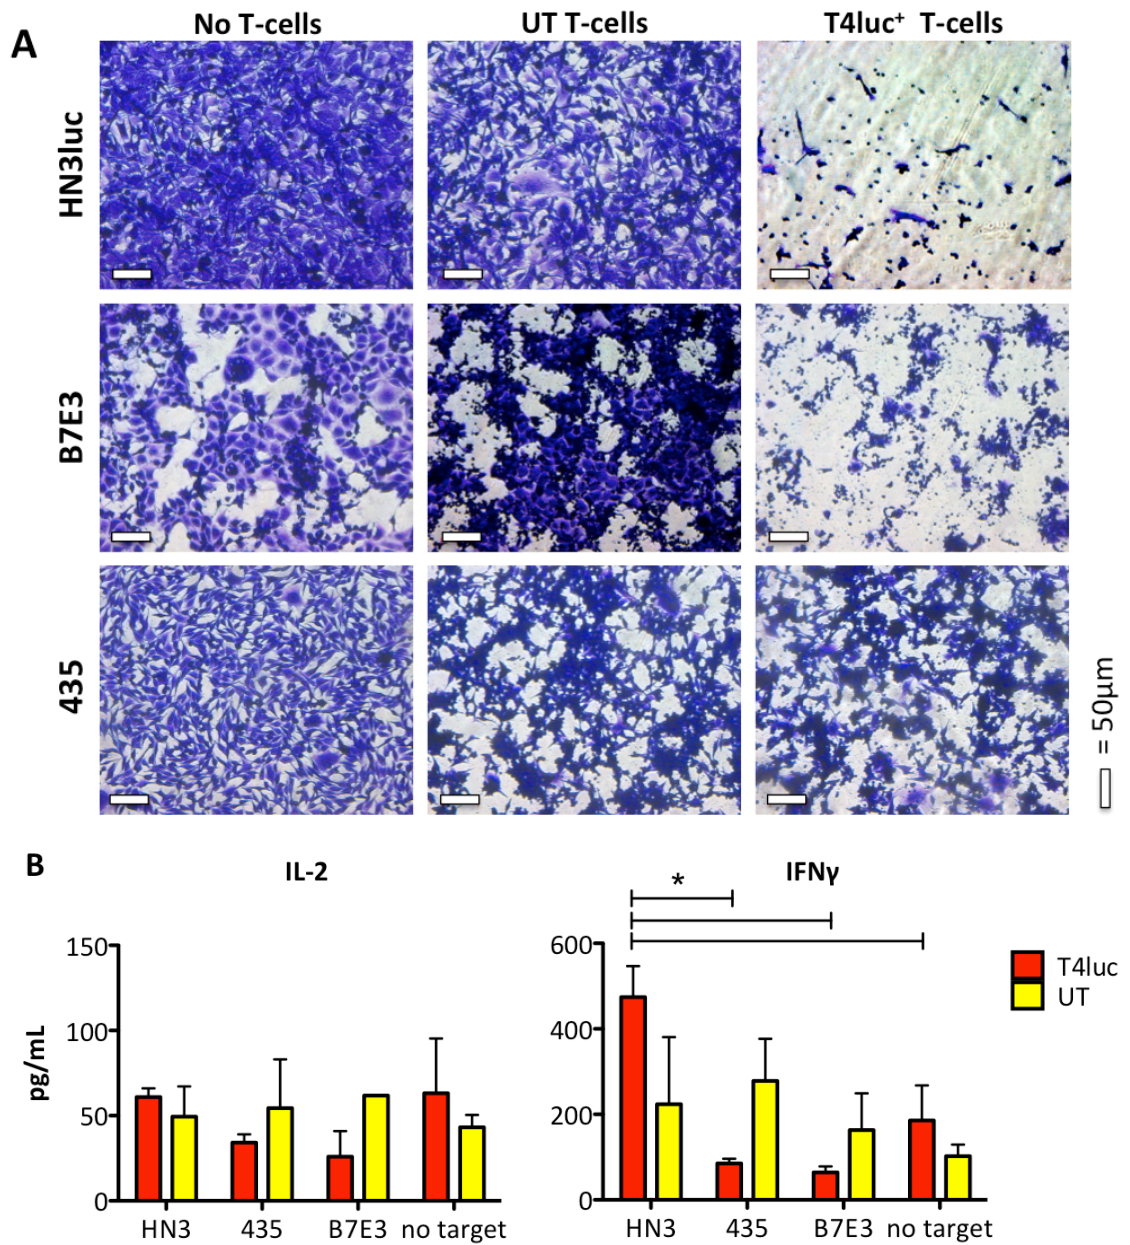 A
No T-cells
UT T-cells
T4luc⁺ T-cells
HN3luc
B7E3
435
= 50μm
B
IL-2
IFNγ
*
pg/mL
150
100
50
0
HN3
435
B7E3
no target
600
400
200
0
HN3
435
B7E3
no target
T4luc
UT